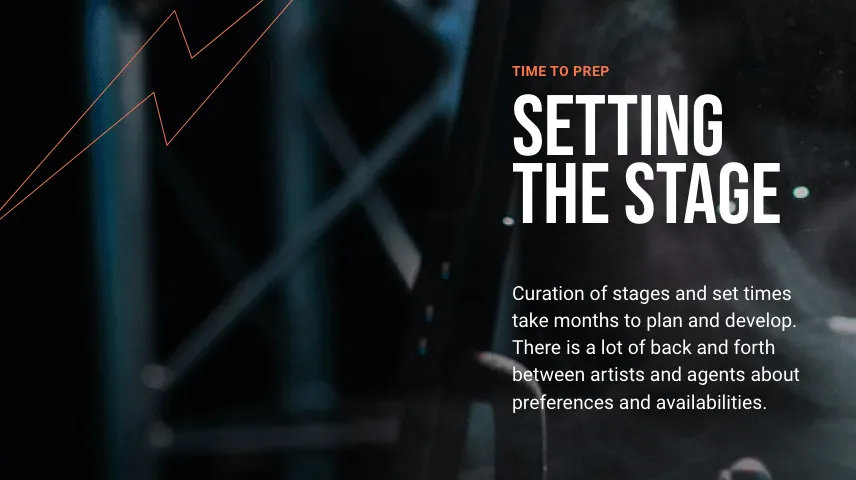 TIME TO PREP
SETTING
THE STAGE
Curation of stages and set times
take months to plan and develop.
There is a lot of back and forth
between artists and agents about
preferences and availabilities.